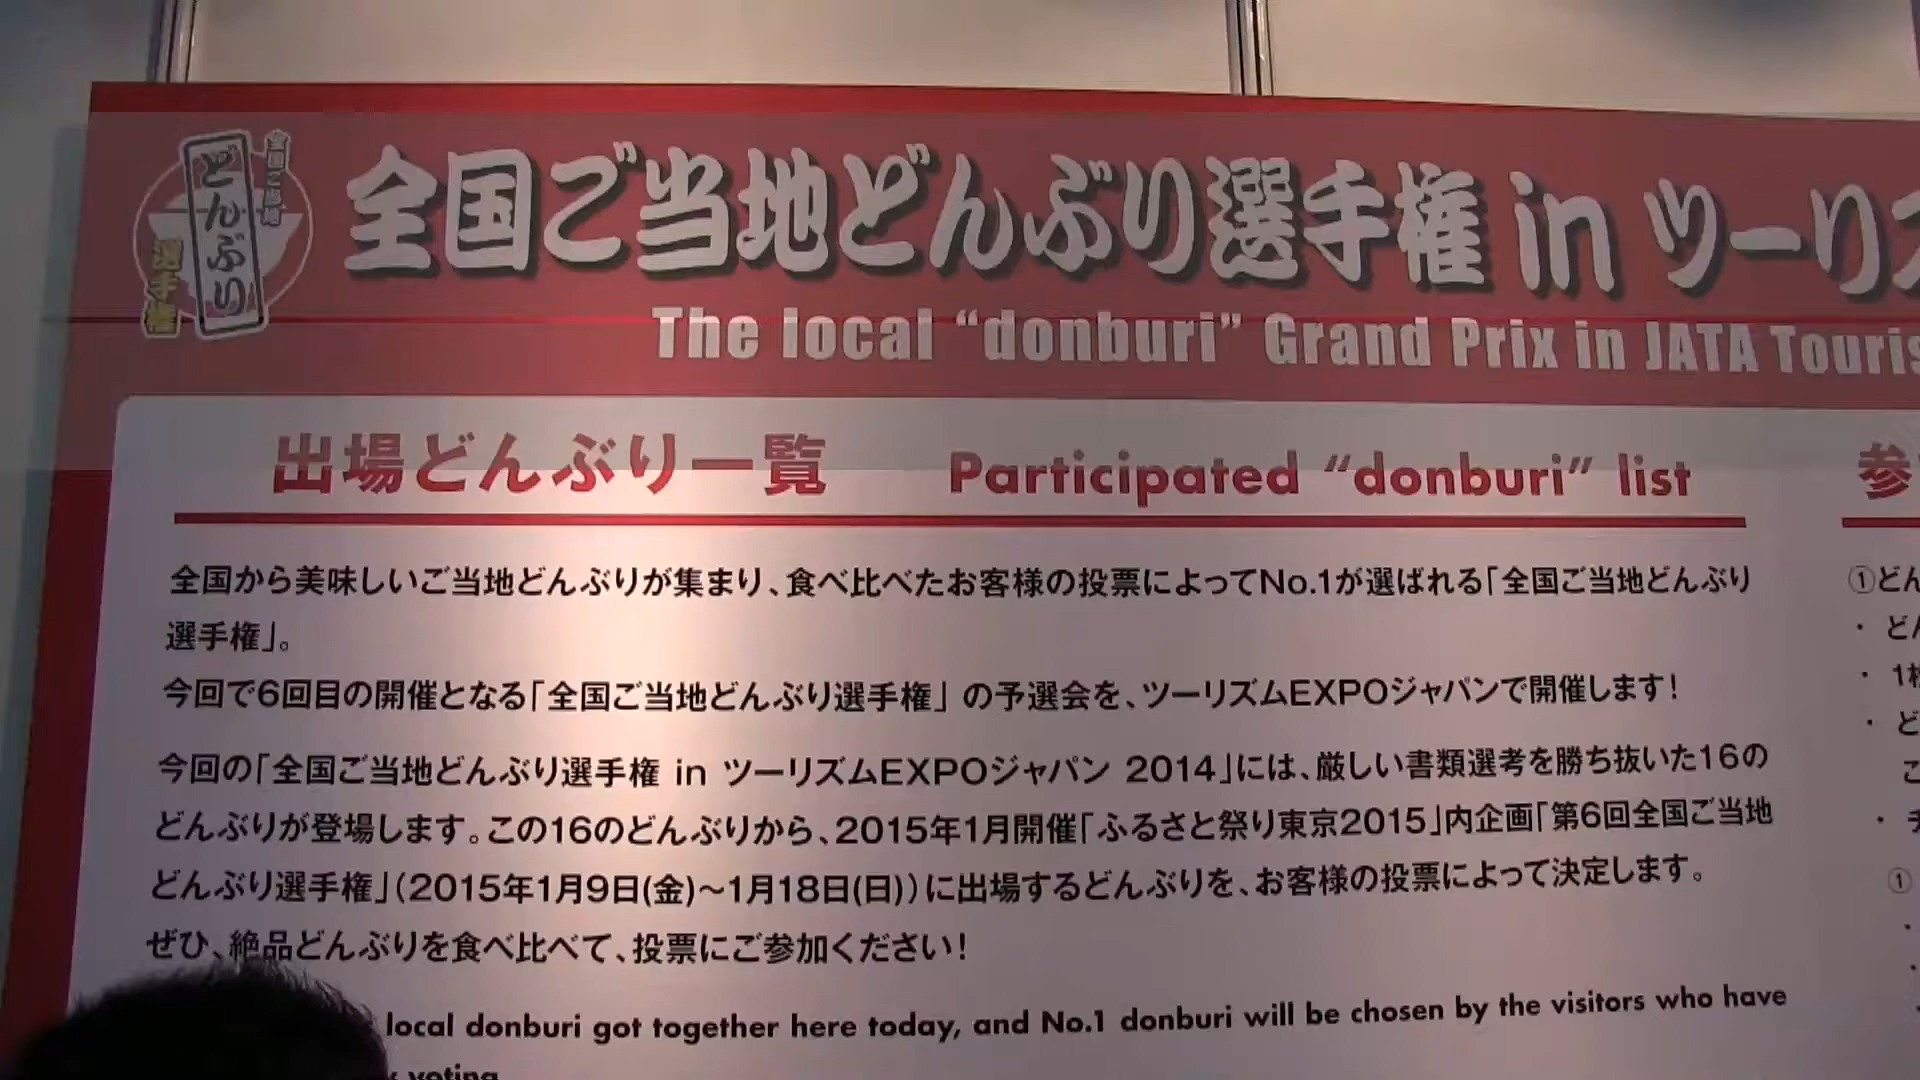 全国ご当地
どんぶり
選手権
全国ご当地どんぶり選手権 in ツーリ
The local “donburi” Grand Prix in JATA Touris
出場どんぶり一覧 Participated “donburi” list
全国から美味しいご当地どんぶりが集まり、食べ比べたお客様の投票によってNo.1が選ばれる「全国ご当地どんぶり
選手権」。
今回で6回目の開催となる「全国ご当地どんぶり選手権」の予選会を、ツーリズムEXPOジャパンで開催します！
今回の「全国ご当地どんぶり選手権 in ツーリズムEXPOジャパン 2014」には、厳しい書類選考を勝ち抜いた16の
どんぶりが登場します。この16のどんぶりから、2015年1月開催「ふるさと祭り東京2015」内企画「第6回全国ご当地
どんぶり選手権」（2015年1月9日(金)～1月18日(日)）に出場するどんぶりを、お客様の投票によって決定します。
ぜひ、絶品どんぶりを食べ比べて、投票にご参加ください！
local donburi got together here today, and No.1 donburi will be chosen by the visitors who have
voting
参
①どん
・ ど
・ 1
・ ど
こ
・
①